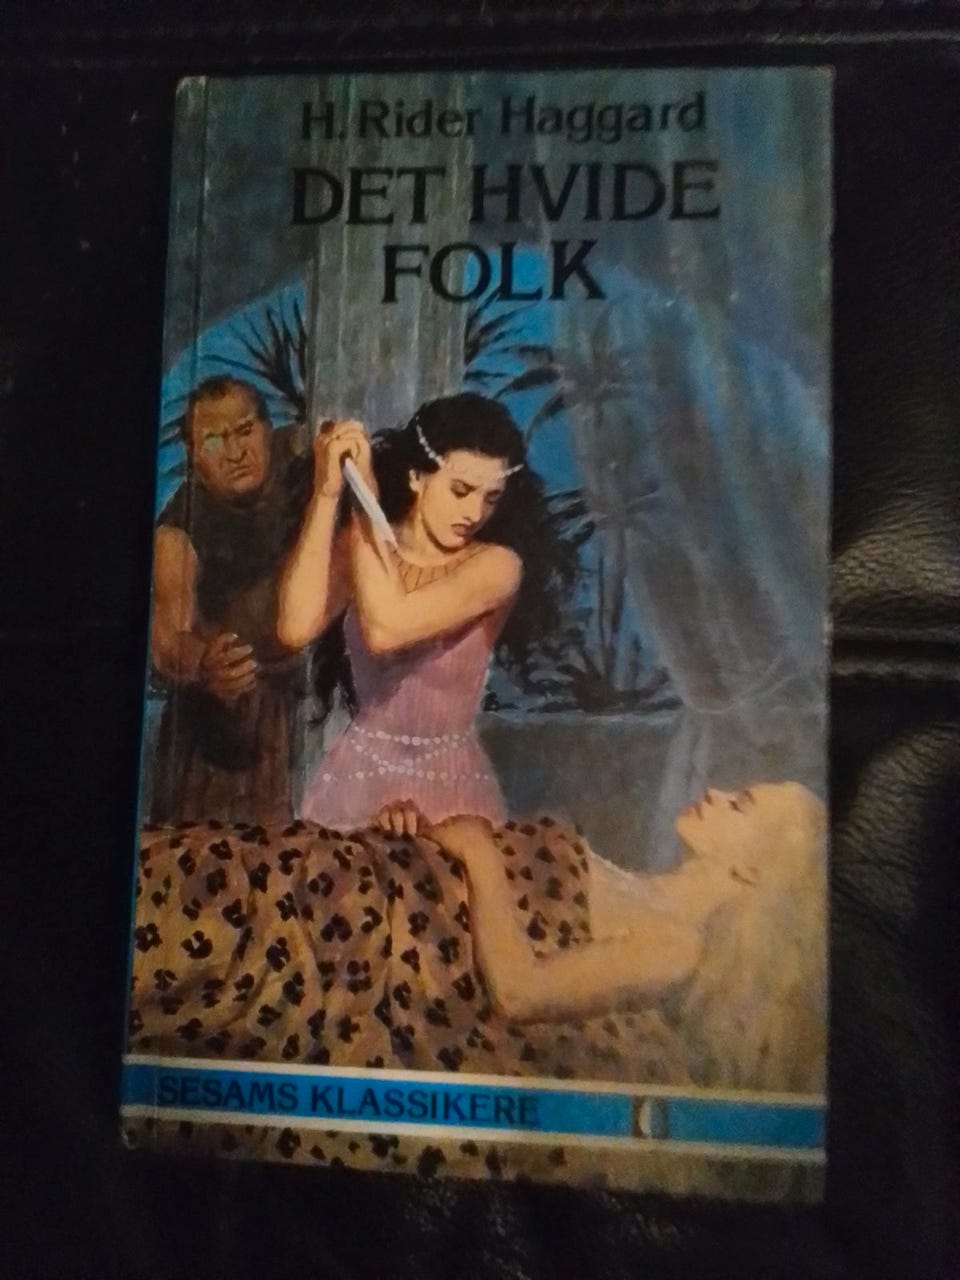 H. Rider Haggard
DET HVIDE
FOLK
SESAMS KLASSIKERE